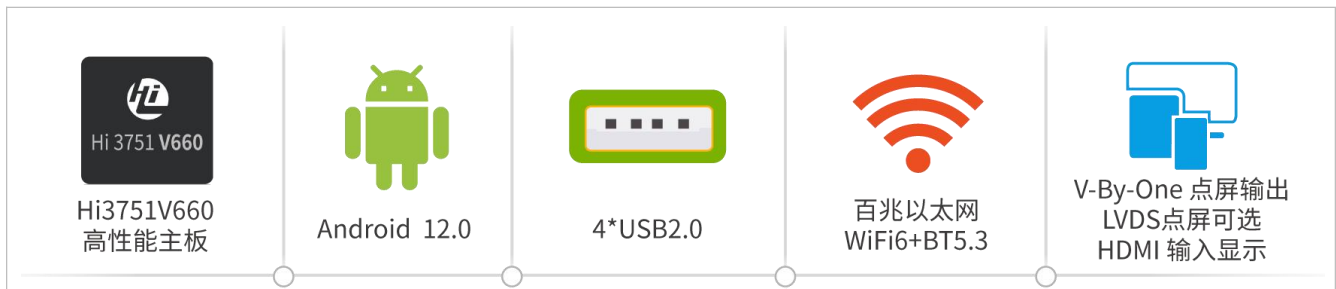 Hi
Hi 3751 V660
Hi3751V660
高性能主板
Android 12.0
4*USB2.0
百兆以太网
WiFi6+BT5.3
V-By-One 点屏输出
LVDS点屏可选
HDMI 输入显示